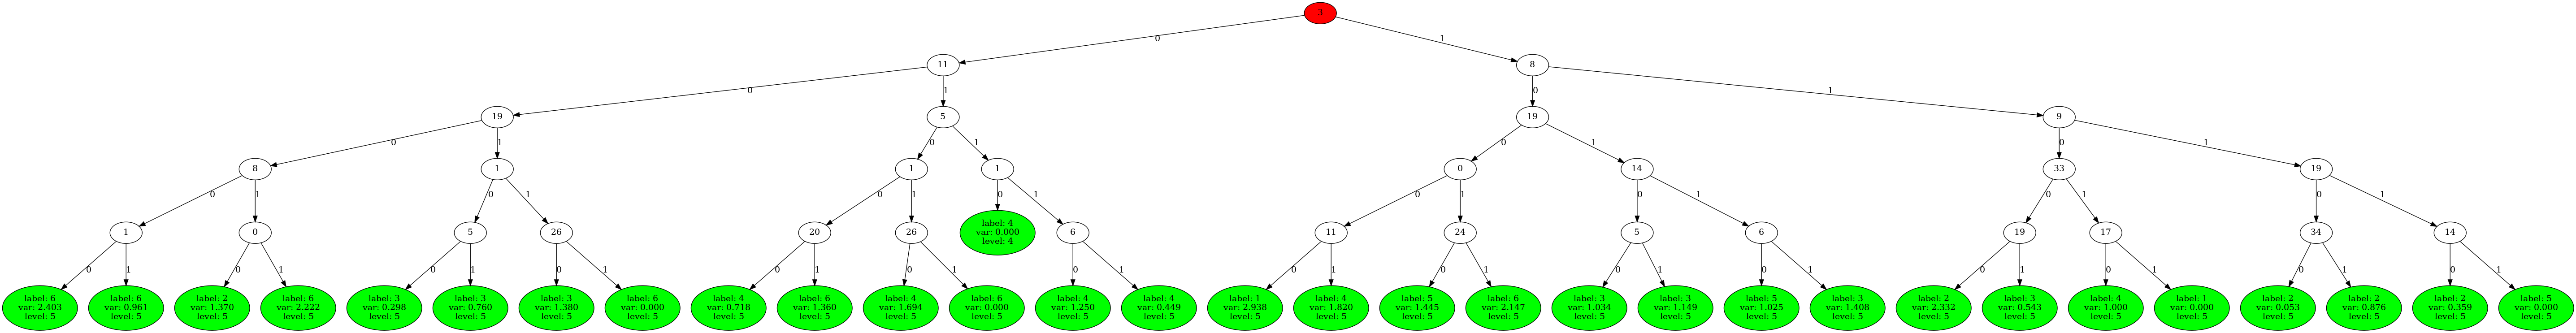 3
0 1
11 8
0 1 0 1
19 5 19 9
0 1 0 1 0 1 0 1
8 1 1 1 0 14 33 19
0 1 0 1 0 1 0 1 0 1 0 1 0 1 0 1
1 0 5 26 20 26 label: 4 6 11 24 5 6 19 17 34 14
var: 0.000
level: 4
0 1 0 1 0 1 0 1 0 1 0 1 0 1 0 1 0 1 0 1 0 1 0 1 0 1 0 1 0 1
label: 6 label: 6 label: 2 label: 6 label: 3 label: 3 label: 3 label: 6 label: 4 label: 6 label: 4 label: 6 label: 4 label: 4 label: 1 label: 4 label: 5 label: 6 label: 3 label: 3 label: 5 label: 3 label: 2 label: 3 label: 4 label: 1 label: 2 label: 2 label: 2 label: 5
var: 2.403 var: 0.961 var: 1.370 var: 2.222 var: 0.298 var: 0.760 var: 1.380 var: 0.000 var: 0.718 var: 1.360 var: 1.694 var: 0.000 var: 1.250 var: 0.449 var: 2.938 var: 1.820 var: 1.445 var: 2.147 var: 1.034 var: 1.149 var: 1.025 var: 1.408 var: 2.332 var: 0.543 var: 1.000 var: 0.000 var: 0.053 var: 0.876 var: 0.359 var: 0.000
level: 5 level: 5 level: 5 level: 5 level: 5 level: 5 level: 5 level: 5 level: 5 level: 5 level: 5 level: 5 level: 5 level: 5 level: 5 level: 5 level: 5 level: 5 level: 5 level: 5 level: 5 level: 5 level: 5 level: 5 level: 5 level: 5 level: 5 level: 5 level: 5 level: 5